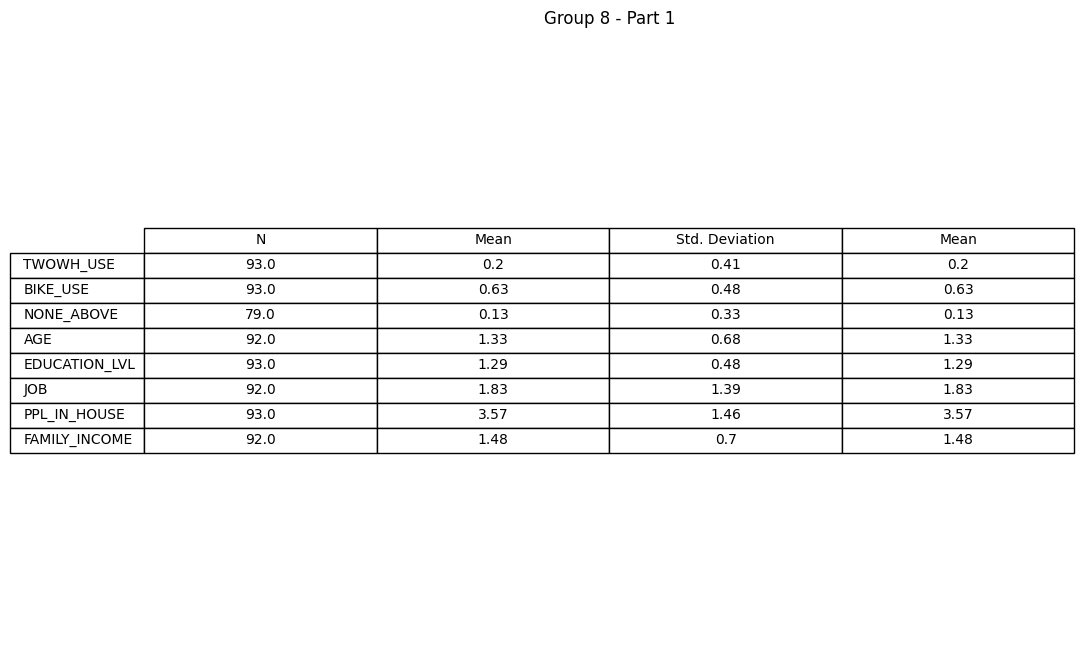 Group 8 - Part 1
N Mean Std. Deviation Mean
TWOWH_USE 93.0 0.2 0.41 0.2
BIKE_USE 93.0 0.63 0.48 0.63
NONE_ABOVE 79.0 0.13 0.33 0.13
AGE 92.0 1.33 0.68 1.33
EDUCATION_LVL 93.0 1.29 0.48 1.29
JOB 92.0 1.83 1.39 1.83
PPL_IN_HOUSE 93.0 3.57 1.46 3.57
FAMILY_INCOME 92.0 1.48 0.7 1.48